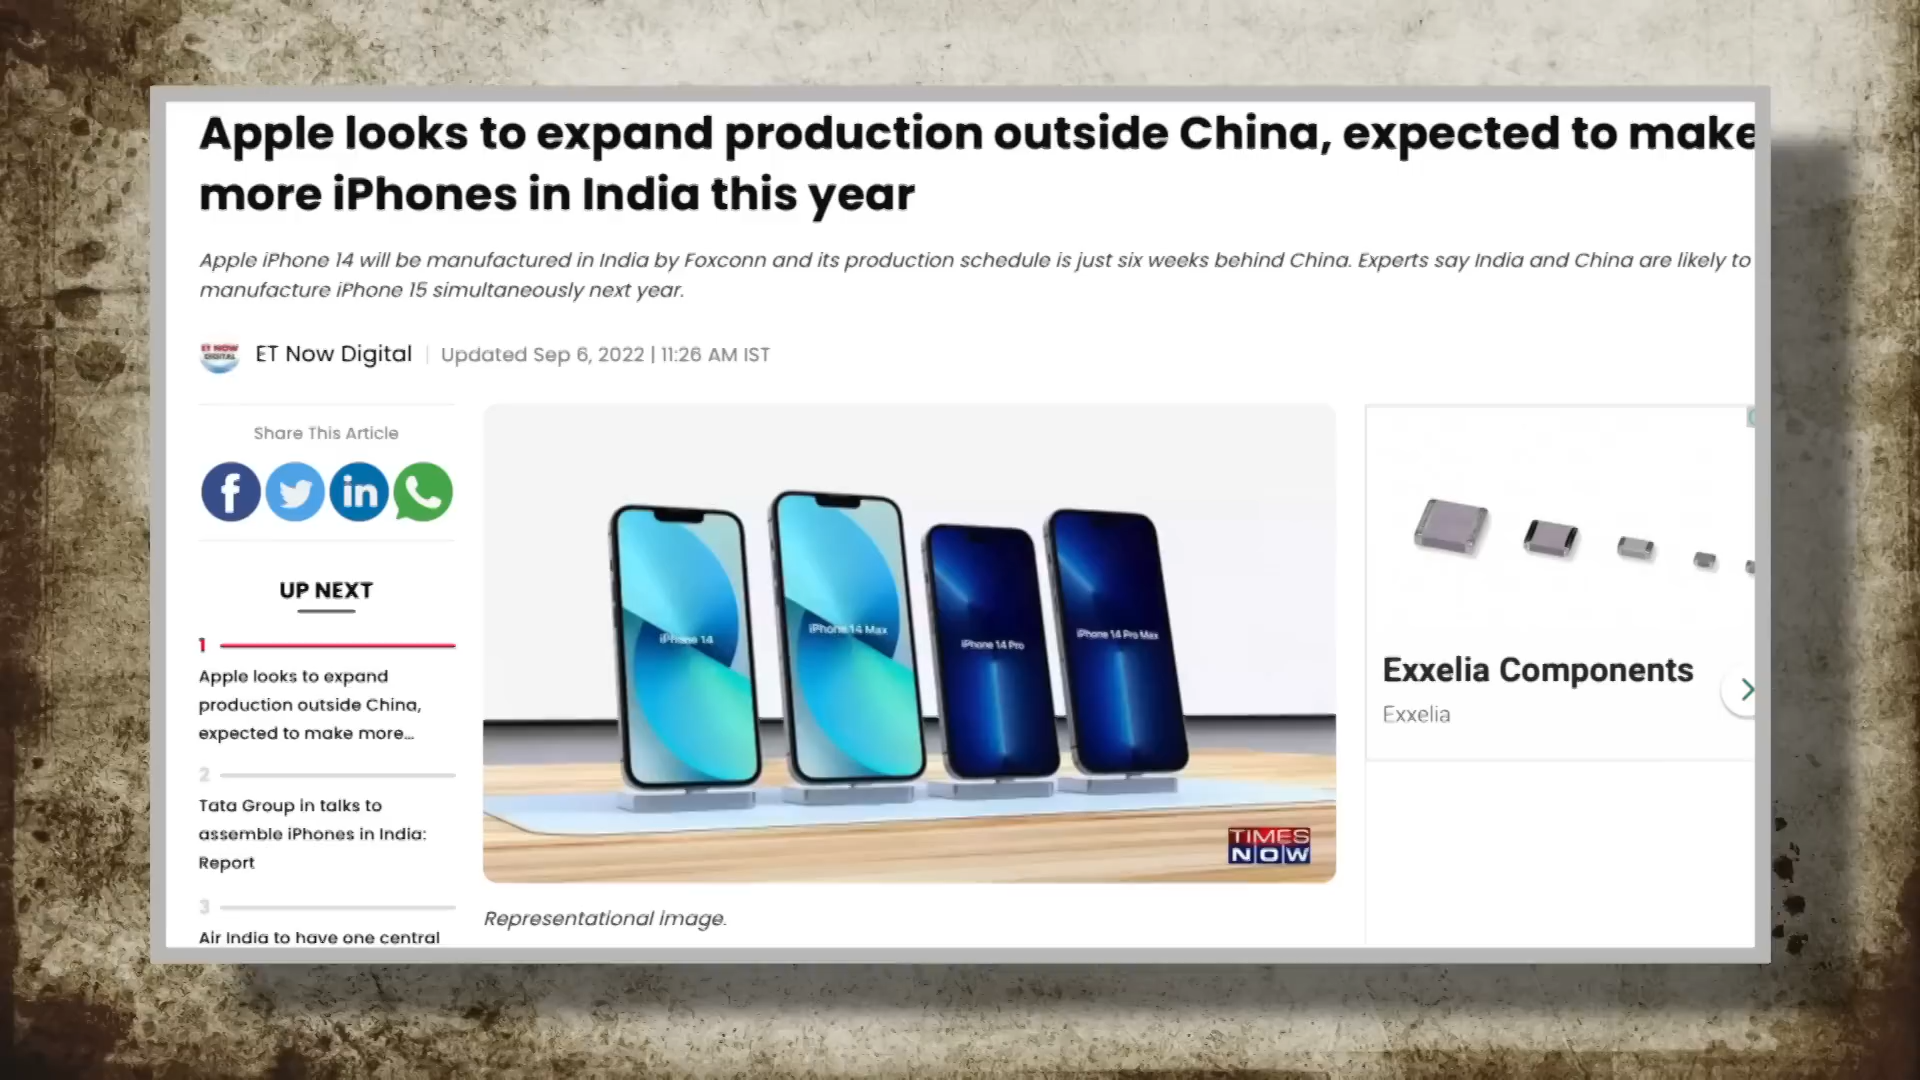 Apple looks to expand production outside China, expected to make
more iPhones in India this year
Apple iPhone 14 will be manufactured in India by Foxconn and its production schedule is just six weeks behind China. Experts say India and China are likely to
manufacture iPhone 15 simultaneously next year.
ET NOW
DIGITAL
ET Now Digital
Updated Sep 6, 2022 | 11:26 AM IST
Share This Article
UP NEXT
1
Apple looks to expand
production outside China,
expected to make more...
2
Tata Group in talks to
assemble iPhones in India:
Report
3
Air India to have one central
iPhone 14
iPhone 14 Max
iPhone 14 Pro
iPhone 14 Pro Max
TIMES
NOW
Representational image.
Exxelia Components
Exxelia